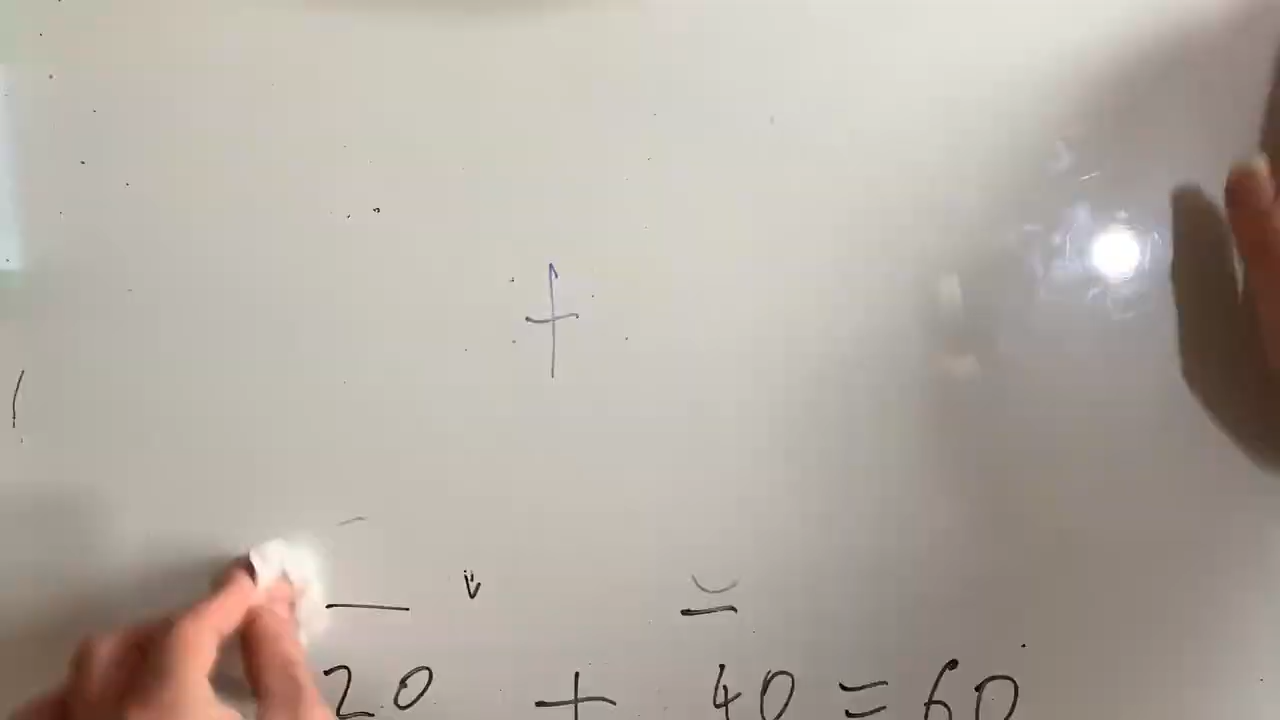 +
20 + 40 = 60